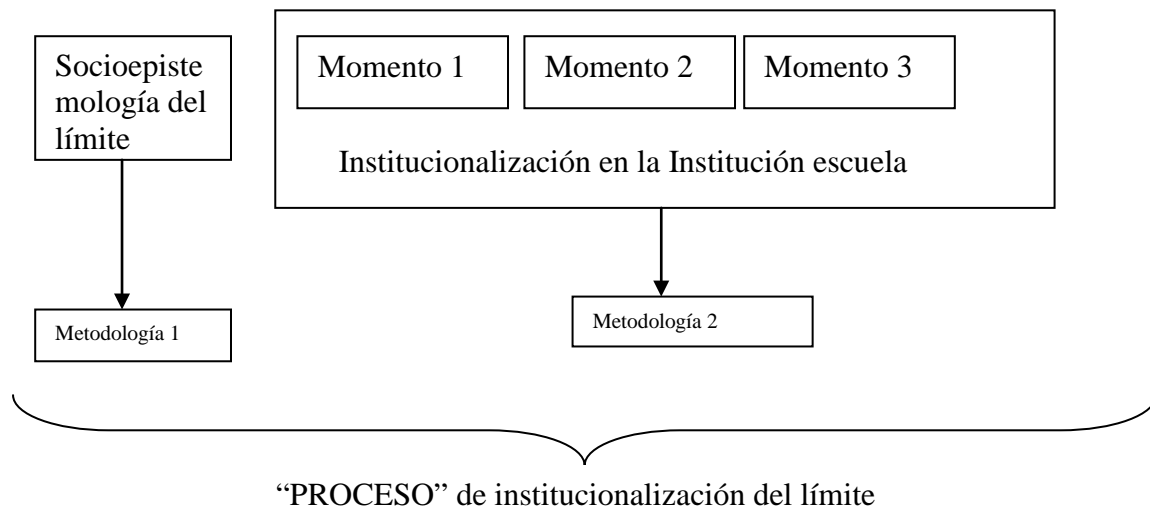 Socioepiste
mología del
límite
Momento 1
Momento 2
Momento 3
Institucionalización en la Institución escuela
Metodología 1
Metodología 2
“PROCESO” de institucionalización del límite